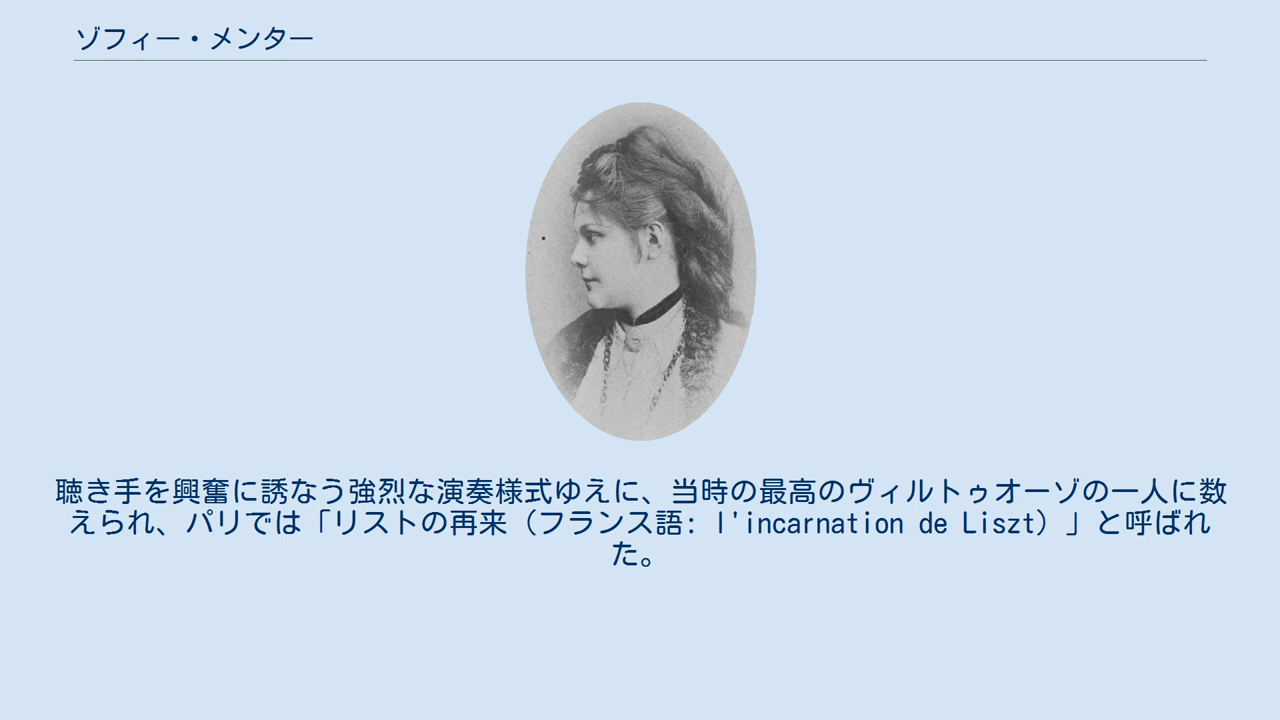 ゾフィー・メンター
聴き手を興奮に誘なう強烈な演奏様式ゆえに、当時の最高のヴィルトゥオーゾの一人に数
えられ、パリでは「リストの再来（フランス語: l'incarnation de Liszt）」と呼ばれ
た。